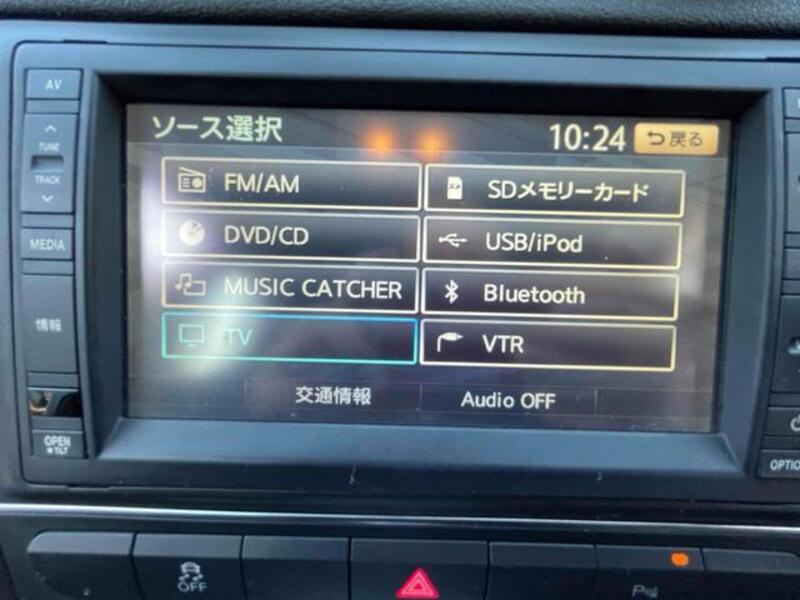 AV
ソース選択
10:24
戻る
TUNE
TRACK
FM/AM
SDメモリーカード
MEDIA
DVD/CD
USB/iPod
MUSIC CATCHER
Bluetooth
情報
TV
VTR
交通情報
Audio OFF
OPEN
TILT
OPTIO
OFF